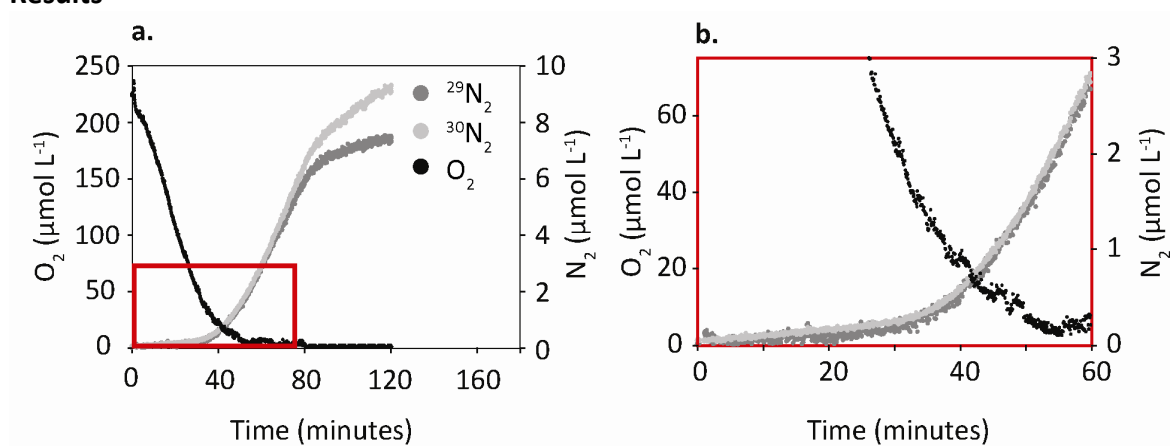 Results
a.
250
200
150
100
50
0
O2 (µmol L-1)
10
8
6
4
2
0
N2 (µmol L-1)
29N2
30N2
O2
0 40 80 120 160
Time (minutes)
b.
60
40
20
0
O2 (µmol L-1)
3
2
1
0
N2 (µmol L-1)
0 20 40 60
Time (minutes)